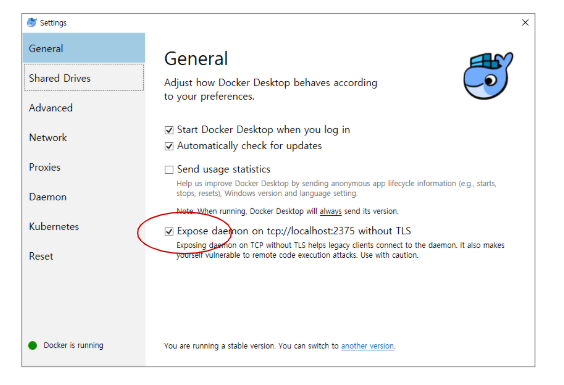 Settings
General
Shared Drives
Advanced
Network
Proxies
Daemon
Kubernetes
Reset
Docker is running
General
Adjust how Docker Desktop behaves according
to your preferences.
Start Docker Desktop when you log in
Automatically check for updates
Send usage statistics
Help us improve Docker Desktop by sending anonymous app lifecycle information (e.g., starts,
stops, resets), Windows version and language setting.
Note: When running, Docker Desktop will always send its version.
Expose daemon on tcp://localhost:2375 without TLS
Exposing daemon on TCP without TLS helps legacy clients connect to the daemon. It also makes
yourself vulnerable to remote code execution attacks. Use with caution.
You are running a stable version. You can switch to another version.